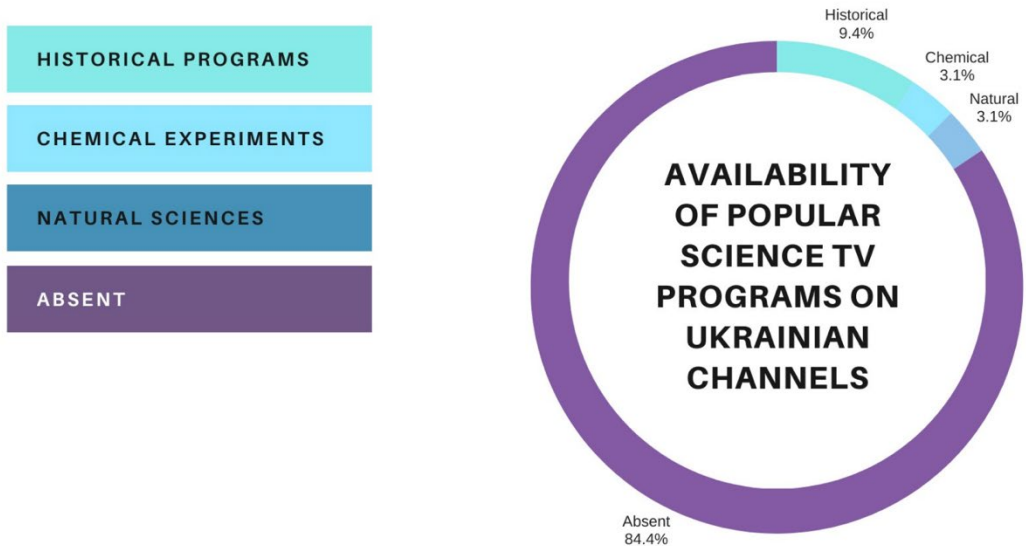 HISTORICAL PROGRAMS
CHEMICAL EXPERIMENTS
NATURAL SCIENCES
ABSENT
Historical
9.4%
Chemical
3.1%
Natural
3.1%
AVAILABILITY
OF POPULAR
SCIENCE TV
PROGRAMS ON
UKRAINIAN
CHANNELS
Absent
84.4%